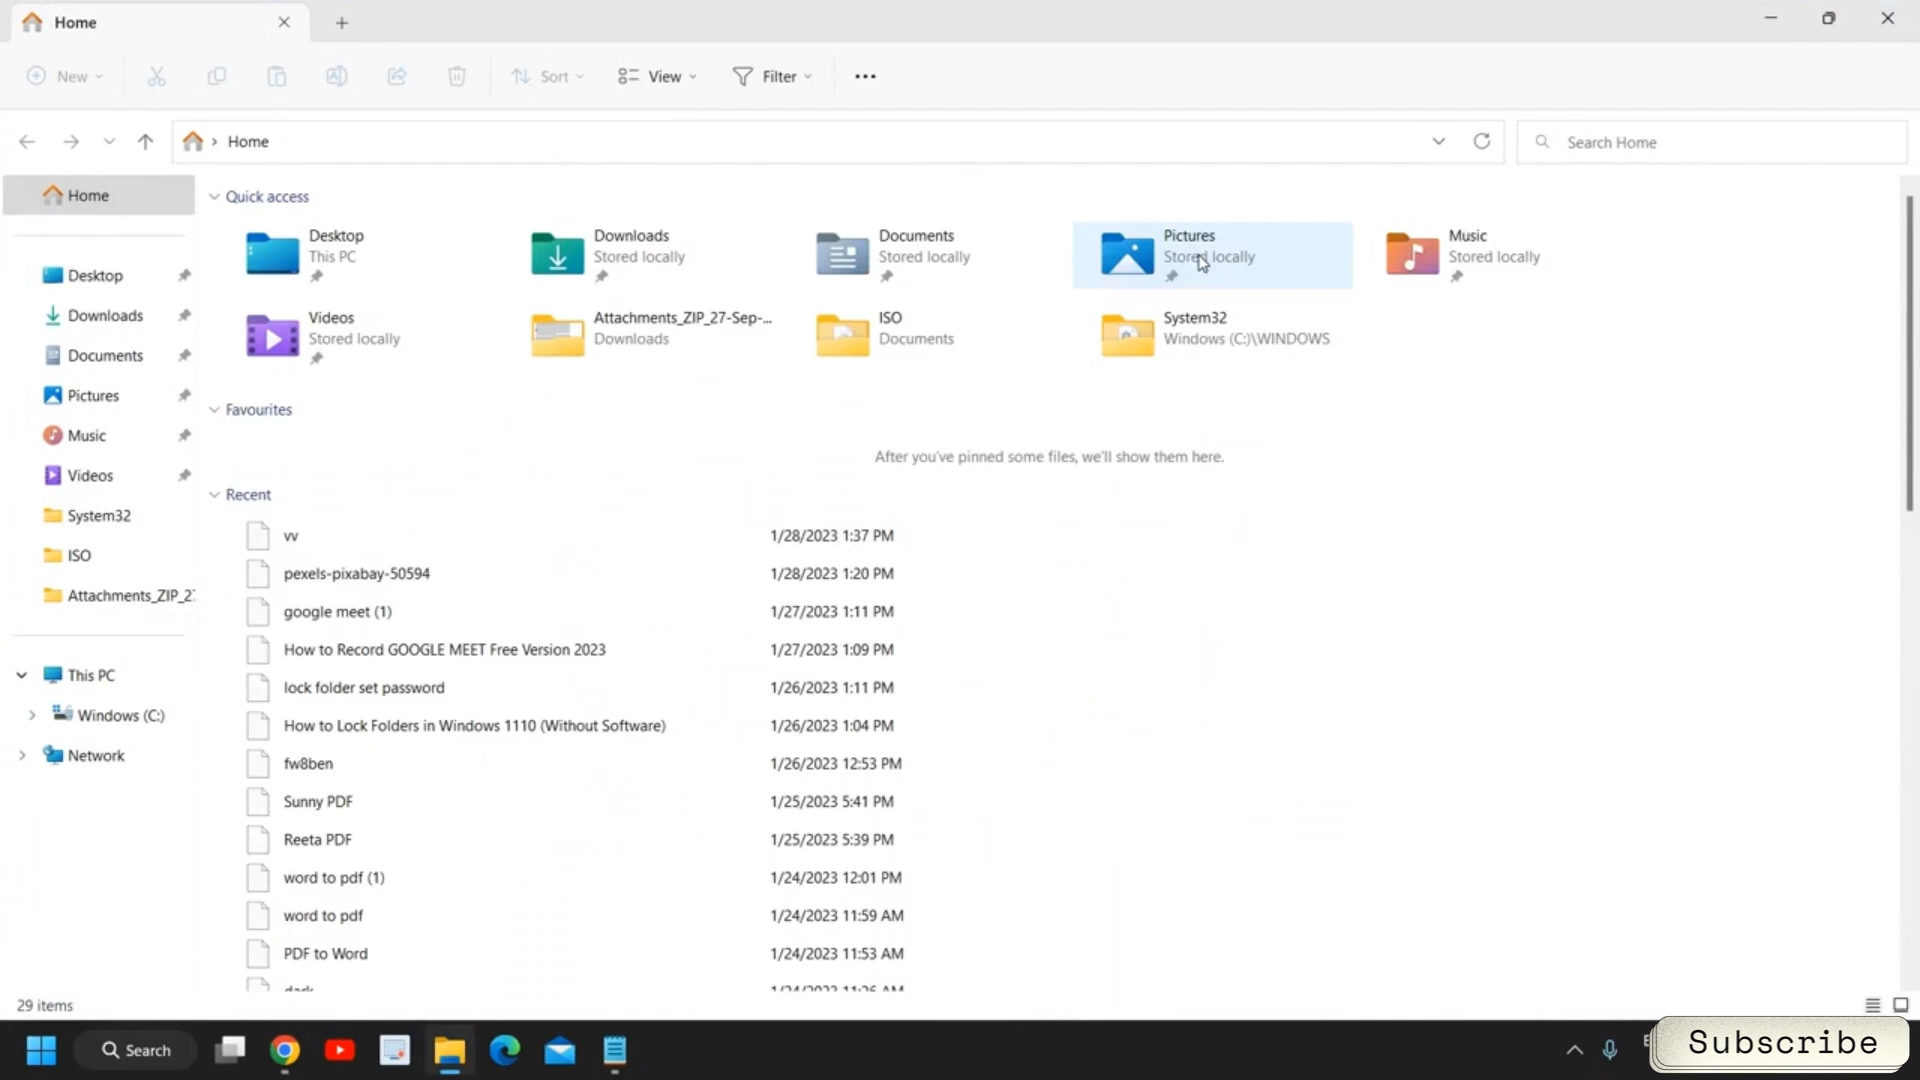 Home
New
Sort
View
Filter
Home
Search Home
Home
Desktop
Downloads
Documents
Pictures
Music
Videos
System32
ISO
Attachments_ZIP_27
This PC
Windows (C:)
Network
Quick access
Desktop
This PC
Downloads
Stored locally
Documents
Stored locally
Pictures
Stored locally
Music
Stored locally
Videos
Stored locally
Attachments_ZIP_27-Sep-...
Downloads
ISO
Documents
System32
Windows (C:)\WINDOWS
Favourites
After you've pinned some files, we'll show them here.
Recent
vv 1/28/2023 1:37 PM
pexels-pixabay-50594 1/28/2023 1:20 PM
google meet (1) 1/27/2023 1:11 PM
How to Record GOOGLE MEET Free Version 2023 1/27/2023 1:09 PM
lock folder set password 1/26/2023 1:11 PM
How to Lock Folders in Windows 1110 (Without Software) 1/26/2023 1:04 PM
fw8ben 1/26/2023 12:53 PM
Sunny PDF 1/25/2023 5:41 PM
Reeta PDF 1/25/2023 5:39 PM
word to pdf (1) 1/24/2023 12:01 PM
word to pdf 1/24/2023 11:59 AM
PDF to Word 1/24/2023 11:53 AM
dark 1/24/2023 11:26 AM
29 items
Search
Subscribe